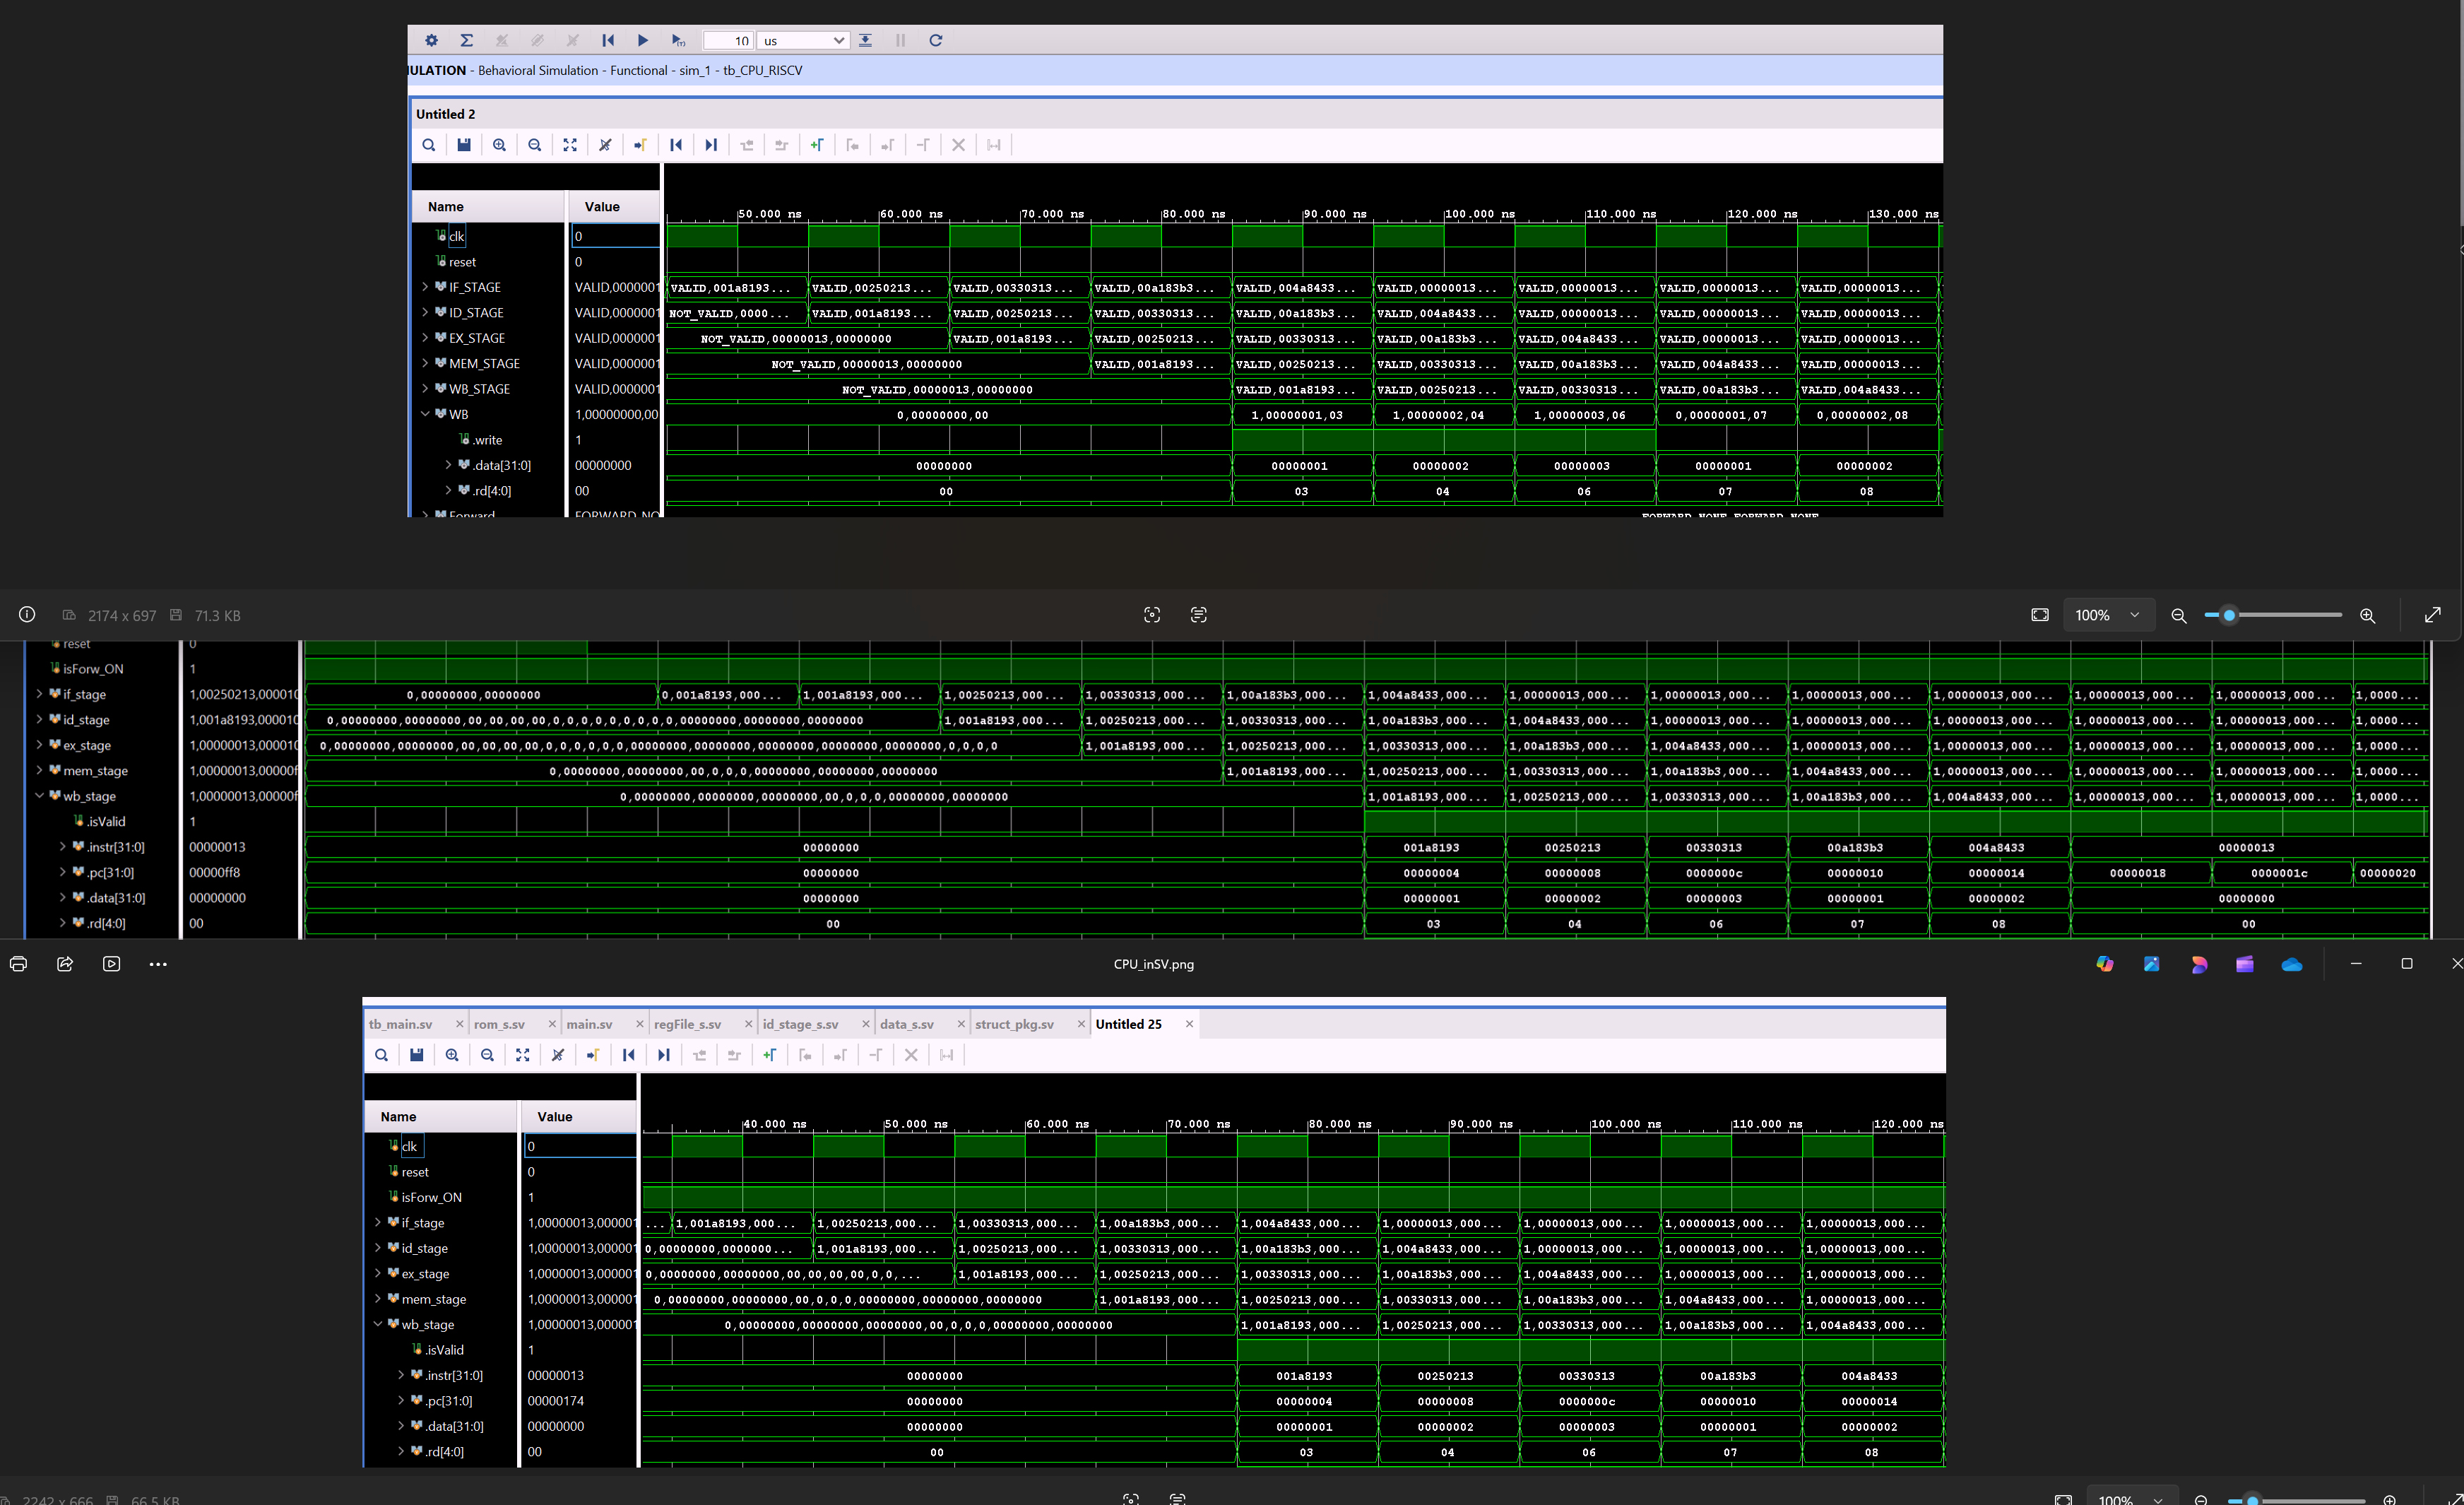 10 us
ULATION - Behavioral Simulation - Functional - sim_1 - tb_CPU_RISCV
Untitled 2
Name Value 50.000 ns 60.000 ns 70.000 ns 80.000 ns 90.000 ns 100.000 ns 110.000 ns 120.000 ns 130.000 ns
clk 0
reset 0
IF_STAGE VALID,0000001 VALID,001a8193... VALID,00250213... VALID,00330313... VALID,00a183b3... VALID,004a8433... VALID,00000013... VALID,00000013... VALID,00000013... VALID,00000013...
ID_STAGE VALID,0000001 NOT_VALID,0000... VALID,001a8193... VALID,00250213... VALID,00330313... VALID,00a183b3... VALID,004a8433... VALID,00000013... VALID,00000013... VALID,00000013...
EX_STAGE VALID,0000001 NOT_VALID,00000013,00000000 VALID,001a8193... VALID,00250213... VALID,00330313... VALID,00a183b3... VALID,004a8433... VALID,00000013... VALID,00000013...
MEM_STAGE VALID,0000001 NOT_VALID,00000013,00000000 VALID,001a8193... VALID,00250213... VALID,00330313... VALID,00a183b3... VALID,004a8433... VALID,00000013...
WB_STAGE VALID,0000001 NOT_VALID,00000013,00000000 VALID,001a8193... VALID,00250213... VALID,00330313... VALID,00a183b3... VALID,004a8433...
WB 1,00000000,00 0,00000000,00 1,00000001,03 1,00000002,04 1,00000003,06 0,00000001,07 0,00000002,08
.write 1
.data[31:0] 00000000 00000000 00000001 00000002 00000003 00000001 00000002
.rd[4:0] 00 00 03 04 06 07 08
Forward FORWARD_NO FORWARD_NONE,FORWARD_NONE
2174 x 697 71.3 KB 100%
reset 0
isForw_ON 1
if_stage 1,00250213,000010 0,00000000,00000000 0,001a8193,000... 1,001a8193,000... 1,00250213,000... 1,00330313,000... 1,00a183b3,000... 1,004a8433,000... 1,00000013,000... 1,00000013,000... 1,00000013,000... 1,00000013,000... 1,00000013,000... 1,00000013,000... 1,0000...
id_stage 1,001a8193,000010 0,00000000,00000000,00,00,00,00,0,0,0,0,0,0,0,0,00000000,00000000,00000000 1,001a8193,000... 1,00250213,000... 1,00330313,000... 1,00a183b3,000... 1,004a8433,000... 1,00000013,000... 1,00000013,000... 1,00000013,000... 1,00000013,000... 1,00000013,000... 1,0000...
ex_stage 1,00000013,000010 0,00000000,00000000,00,00,00,00,0,0,0,0,0,0,0,00000000,00000000,00000000,00000000,00000000,0,0,0,0 1,001a8193,000... 1,00250213,000... 1,00330313,000... 1,00a183b3,000... 1,004a8433,000... 1,00000013,000... 1,00000013,000... 1,00000013,000... 1,00000013,000... 1,0000...
mem_stage 1,00000013,00000f 0,00000000,00000000,00,0,0,0,00000000,00000000,00000000 1,001a8193,000... 1,00250213,000... 1,00330313,000... 1,00a183b3,000... 1,004a8433,000... 1,00000013,000... 1,00000013,000... 1,00000013,000... 1,0000...
wb_stage 1,00000013,00000f 0,00000000,00000000,00000000,00,0,0,0,00000000,00000000 1,001a8193,000... 1,00250213,000... 1,00330313,000... 1,00a183b3,000... 1,004a8433,000... 1,00000013,000... 1,00000013,000... 1,0000...
.isValid 1
.instr[31:0] 00000013 00000000 001a8193 00250213 00330313 00a183b3 004a8433 00000013
.pc[31:0] 00000ff8 00000000 00000004 00000008 0000000c 00000010 00000014 00000018 0000001c 00000020
.data[31:0] 00000000 00000000 00000001 00000002 00000003 00000001 00000002 00000000
.rd[4:0] 00 00 03 04 06 07 08 00
CPU_inSV.png
tb_main.sv rom_s.sv main.sv regFile_s.sv id_stage_s.sv data_s.sv struct_pkg.sv Untitled 25
Name Value 40.000 ns 50.000 ns 60.000 ns 70.000 ns 80.000 ns 90.000 ns 100.000 ns 110.000 ns 120.000 ns
clk 0
reset 0
isForw_ON 1
if_stage 1,00000013,000001 ... 1,001a8193,000... 1,00250213,000... 1,00330313,000... 1,00a183b3,000... 1,004a8433,000... 1,00000013,000... 1,00000013,000... 1,00000013,000... 1,00000013,000...
id_stage 1,00000013,000001 0,00000000,0000000... 1,001a8193,000... 1,00250213,000... 1,00330313,000... 1,00a183b3,000... 1,004a8433,000... 1,00000013,000... 1,00000013,000... 1,00000013,000...
ex_stage 1,00000013,000001 0,00000000,00000000,00,00,00,00,0,0,... 1,001a8193,000... 1,00250213,000... 1,00330313,000... 1,00a183b3,000... 1,004a8433,000... 1,00000013,000... 1,00000013,000...
mem_stage 1,00000013,000001 0,00000000,00000000,00,0,0,0,00000000,00000000,00000000 1,001a8193,000... 1,00250213,000... 1,00330313,000... 1,00a183b3,000... 1,004a8433,000... 1,00000013,000...
wb_stage 1,00000013,000001 0,00000000,00000000,00000000,00,0,0,0,00000000,00000000 1,001a8193,000... 1,00250213,000... 1,00330313,000... 1,00a183b3,000... 1,004a8433,000...
.isValid 1
.instr[31:0] 00000013 00000000 001a8193 00250213 00330313 00a183b3 004a8433
.pc[31:0] 00000174 00000000 00000004 00000008 0000000c 00000010 00000014
.data[31:0] 00000000 00000000 00000001 00000002 00000003 00000001 00000002
.rd[4:0] 00 00 03 04 06 07 08
2242 x 666 66.5 KB 100%